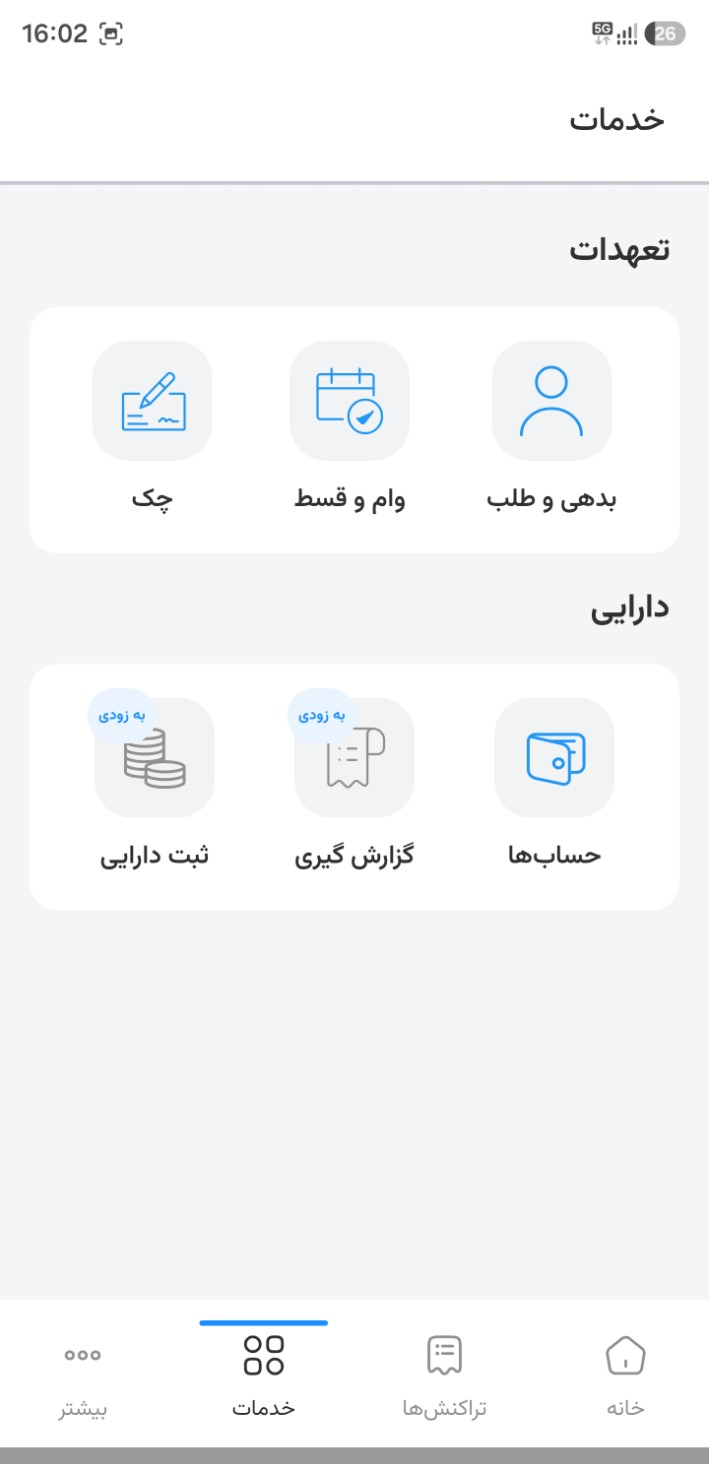 16:02
5G
26
خدمات
تعهدات
بدهی و طلب
وام و قسط
چک
دارایی
به زودی
به زودی
حساب‌ها
گزارش گیری
ثبت دارایی
خانه
تراکنش‌ها
خدمات
بیشتر